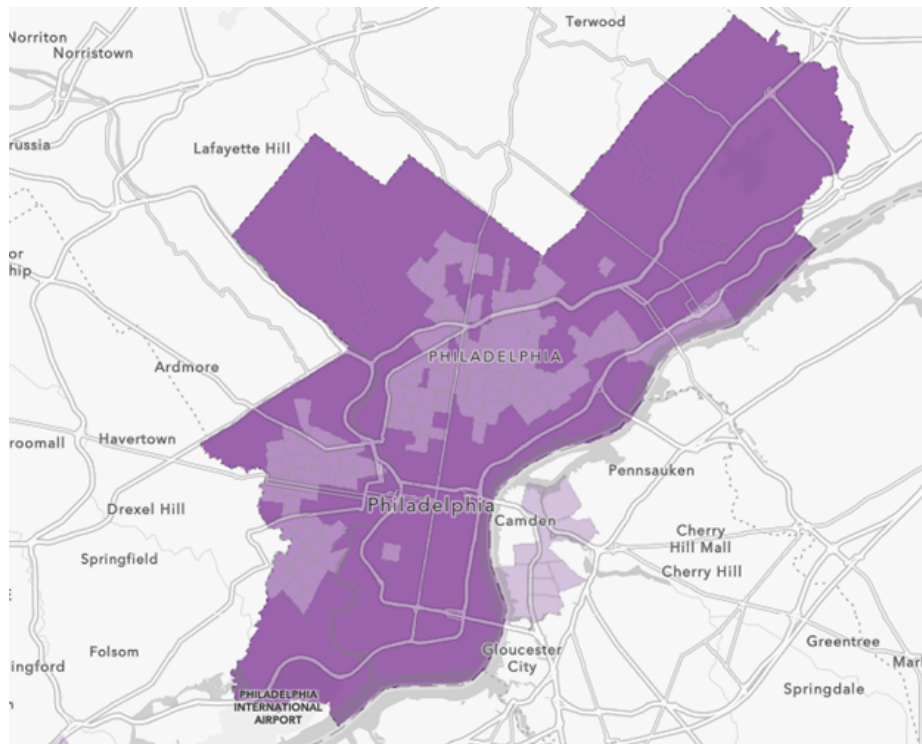 Terwood
Norriton
Norristown
russia
Lafayette Hill
or
hip
PHILADELPHIA
Ardmore
Havertown
roomall
Pennsauken
Drexel Hill
Philadelphia
Camden
Cherry
Hill Mall
Springfield
Cherry Hill
Folsom
Gloucester
City
Greentree
ingford
Mar
Springdale
PHILADELPHIA
INTERNATIONAL
AIRPORT